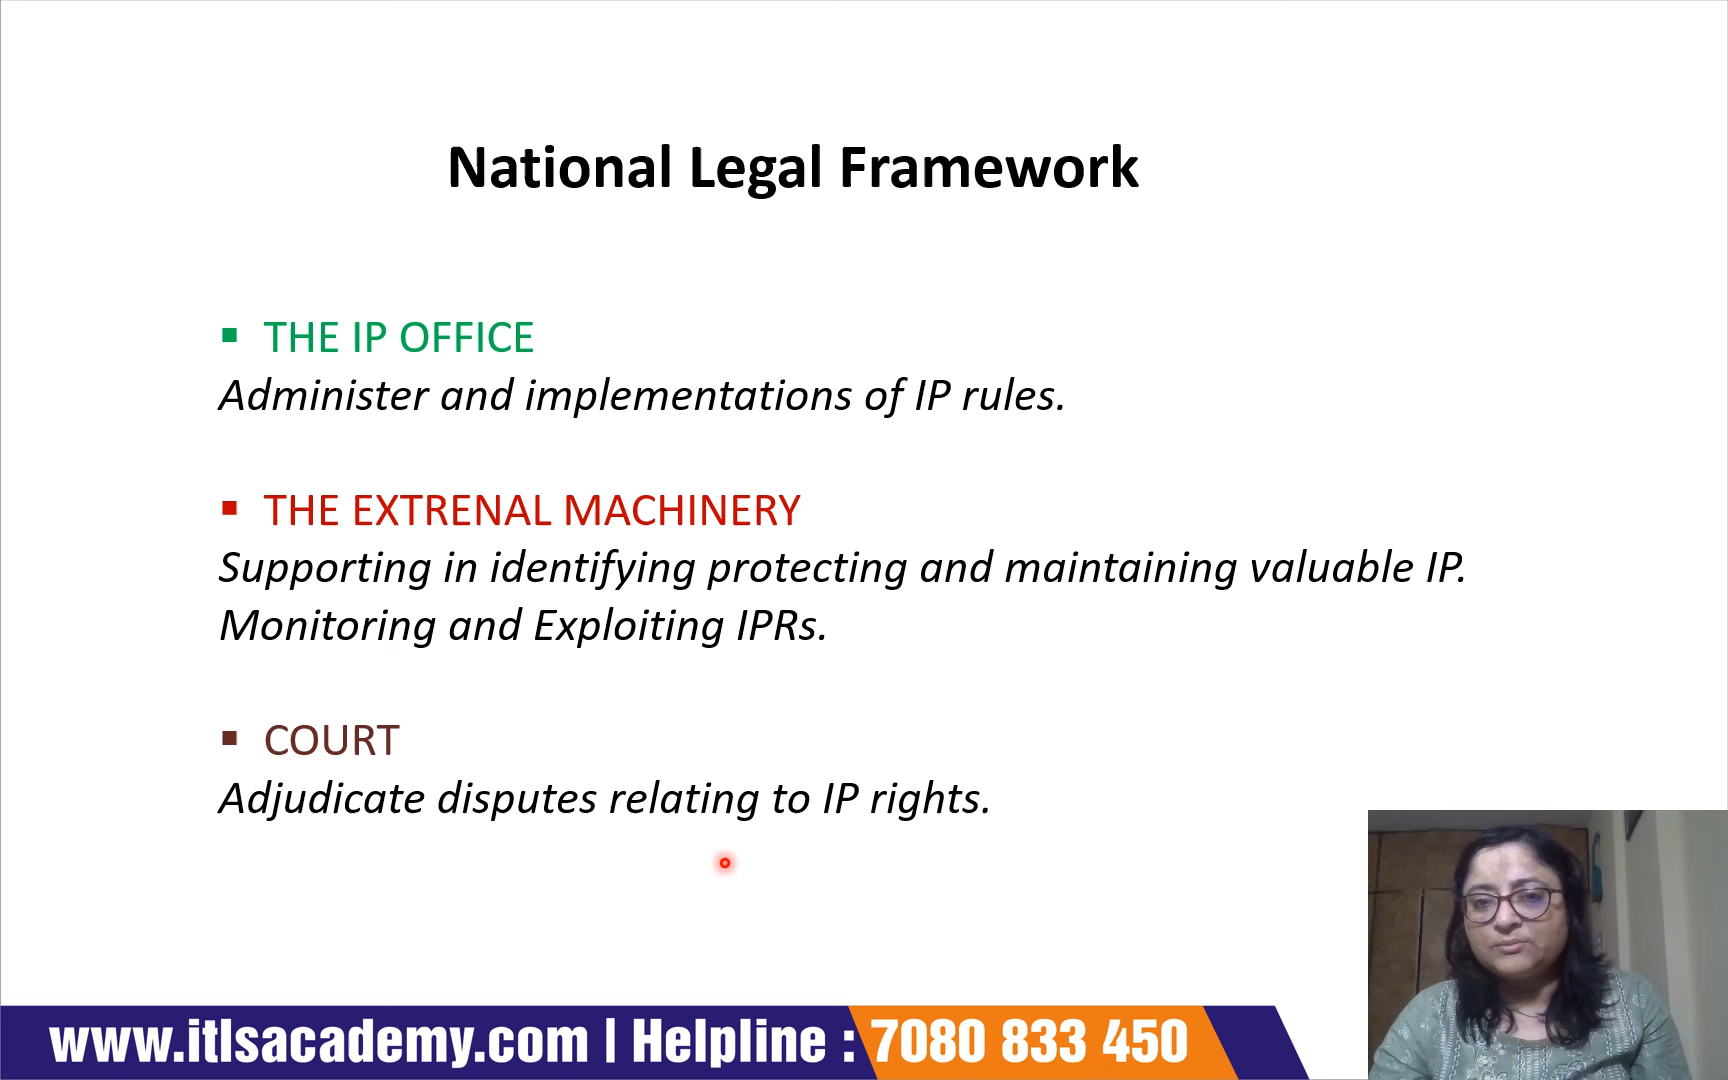 National Legal Framework
THE IP OFFICE
Administer and implementations of IP rules.
THE EXTRENAL MACHINERY
Supporting in identifying protecting and maintaining valuable IP.
Monitoring and Exploiting IPRs.
COURT
Adjudicate disputes relating to IP rights.
www.itlsacademy.com | Helpline : 7080 833 450